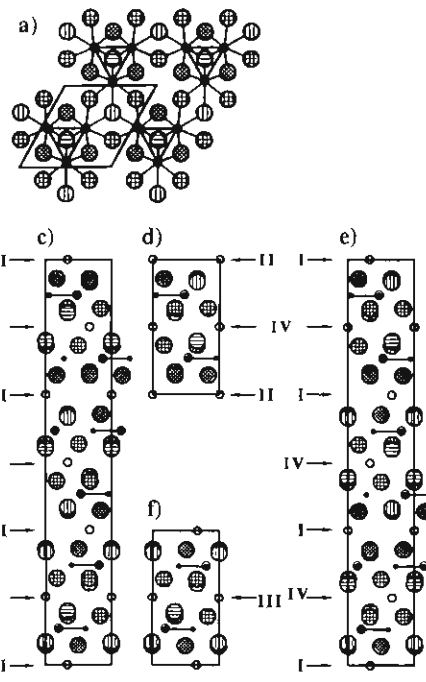 a)
c) d) e)
I II I
IV
I II I
I IV
I f) I
III IV
I I